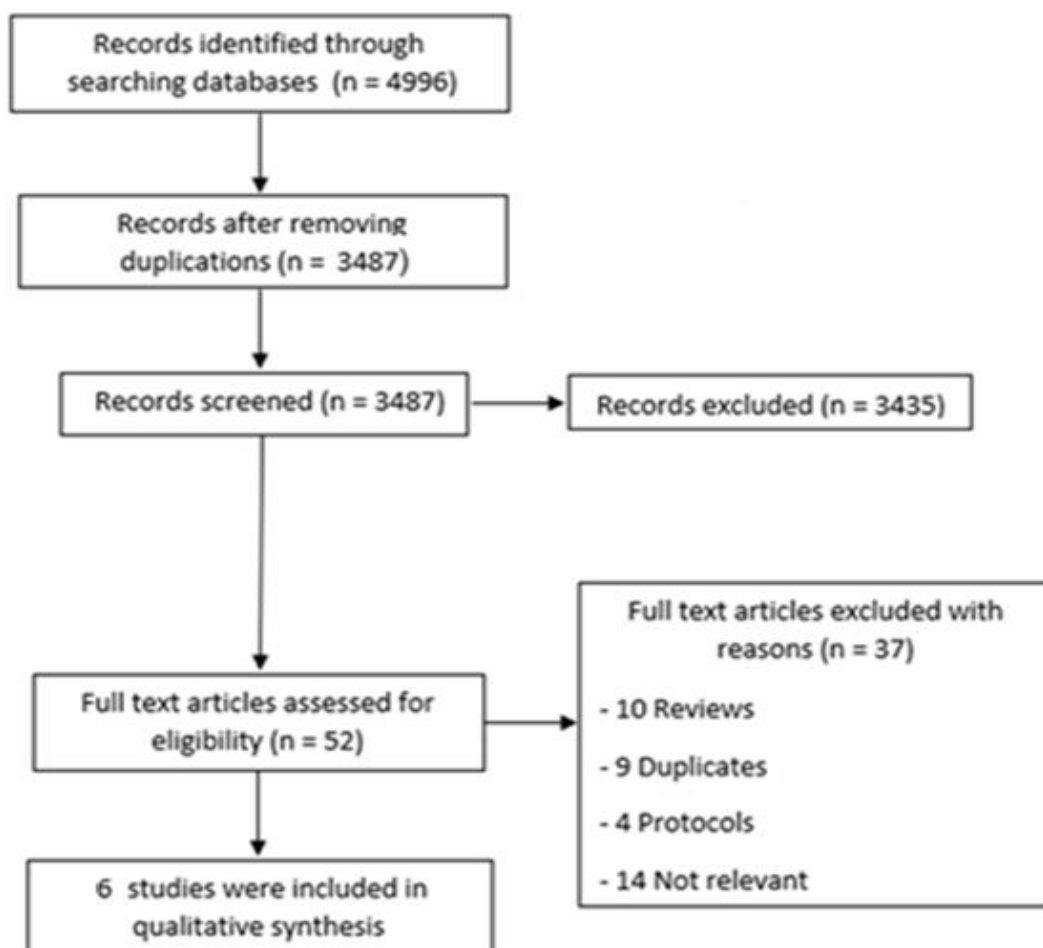 Records identified through
searching databases (n = 4996)
Records after removing
duplications (n = 3487)
Records screened (n = 3487)
Records excluded (n = 3435)
Full text articles assessed for
eligibility (n = 52)
Full text articles excluded with
reasons (n = 37)
- 10 Reviews
- 9 Duplicates
- 4 Protocols
- 14 Not relevant
6 studies were included in
qualitative synthesis